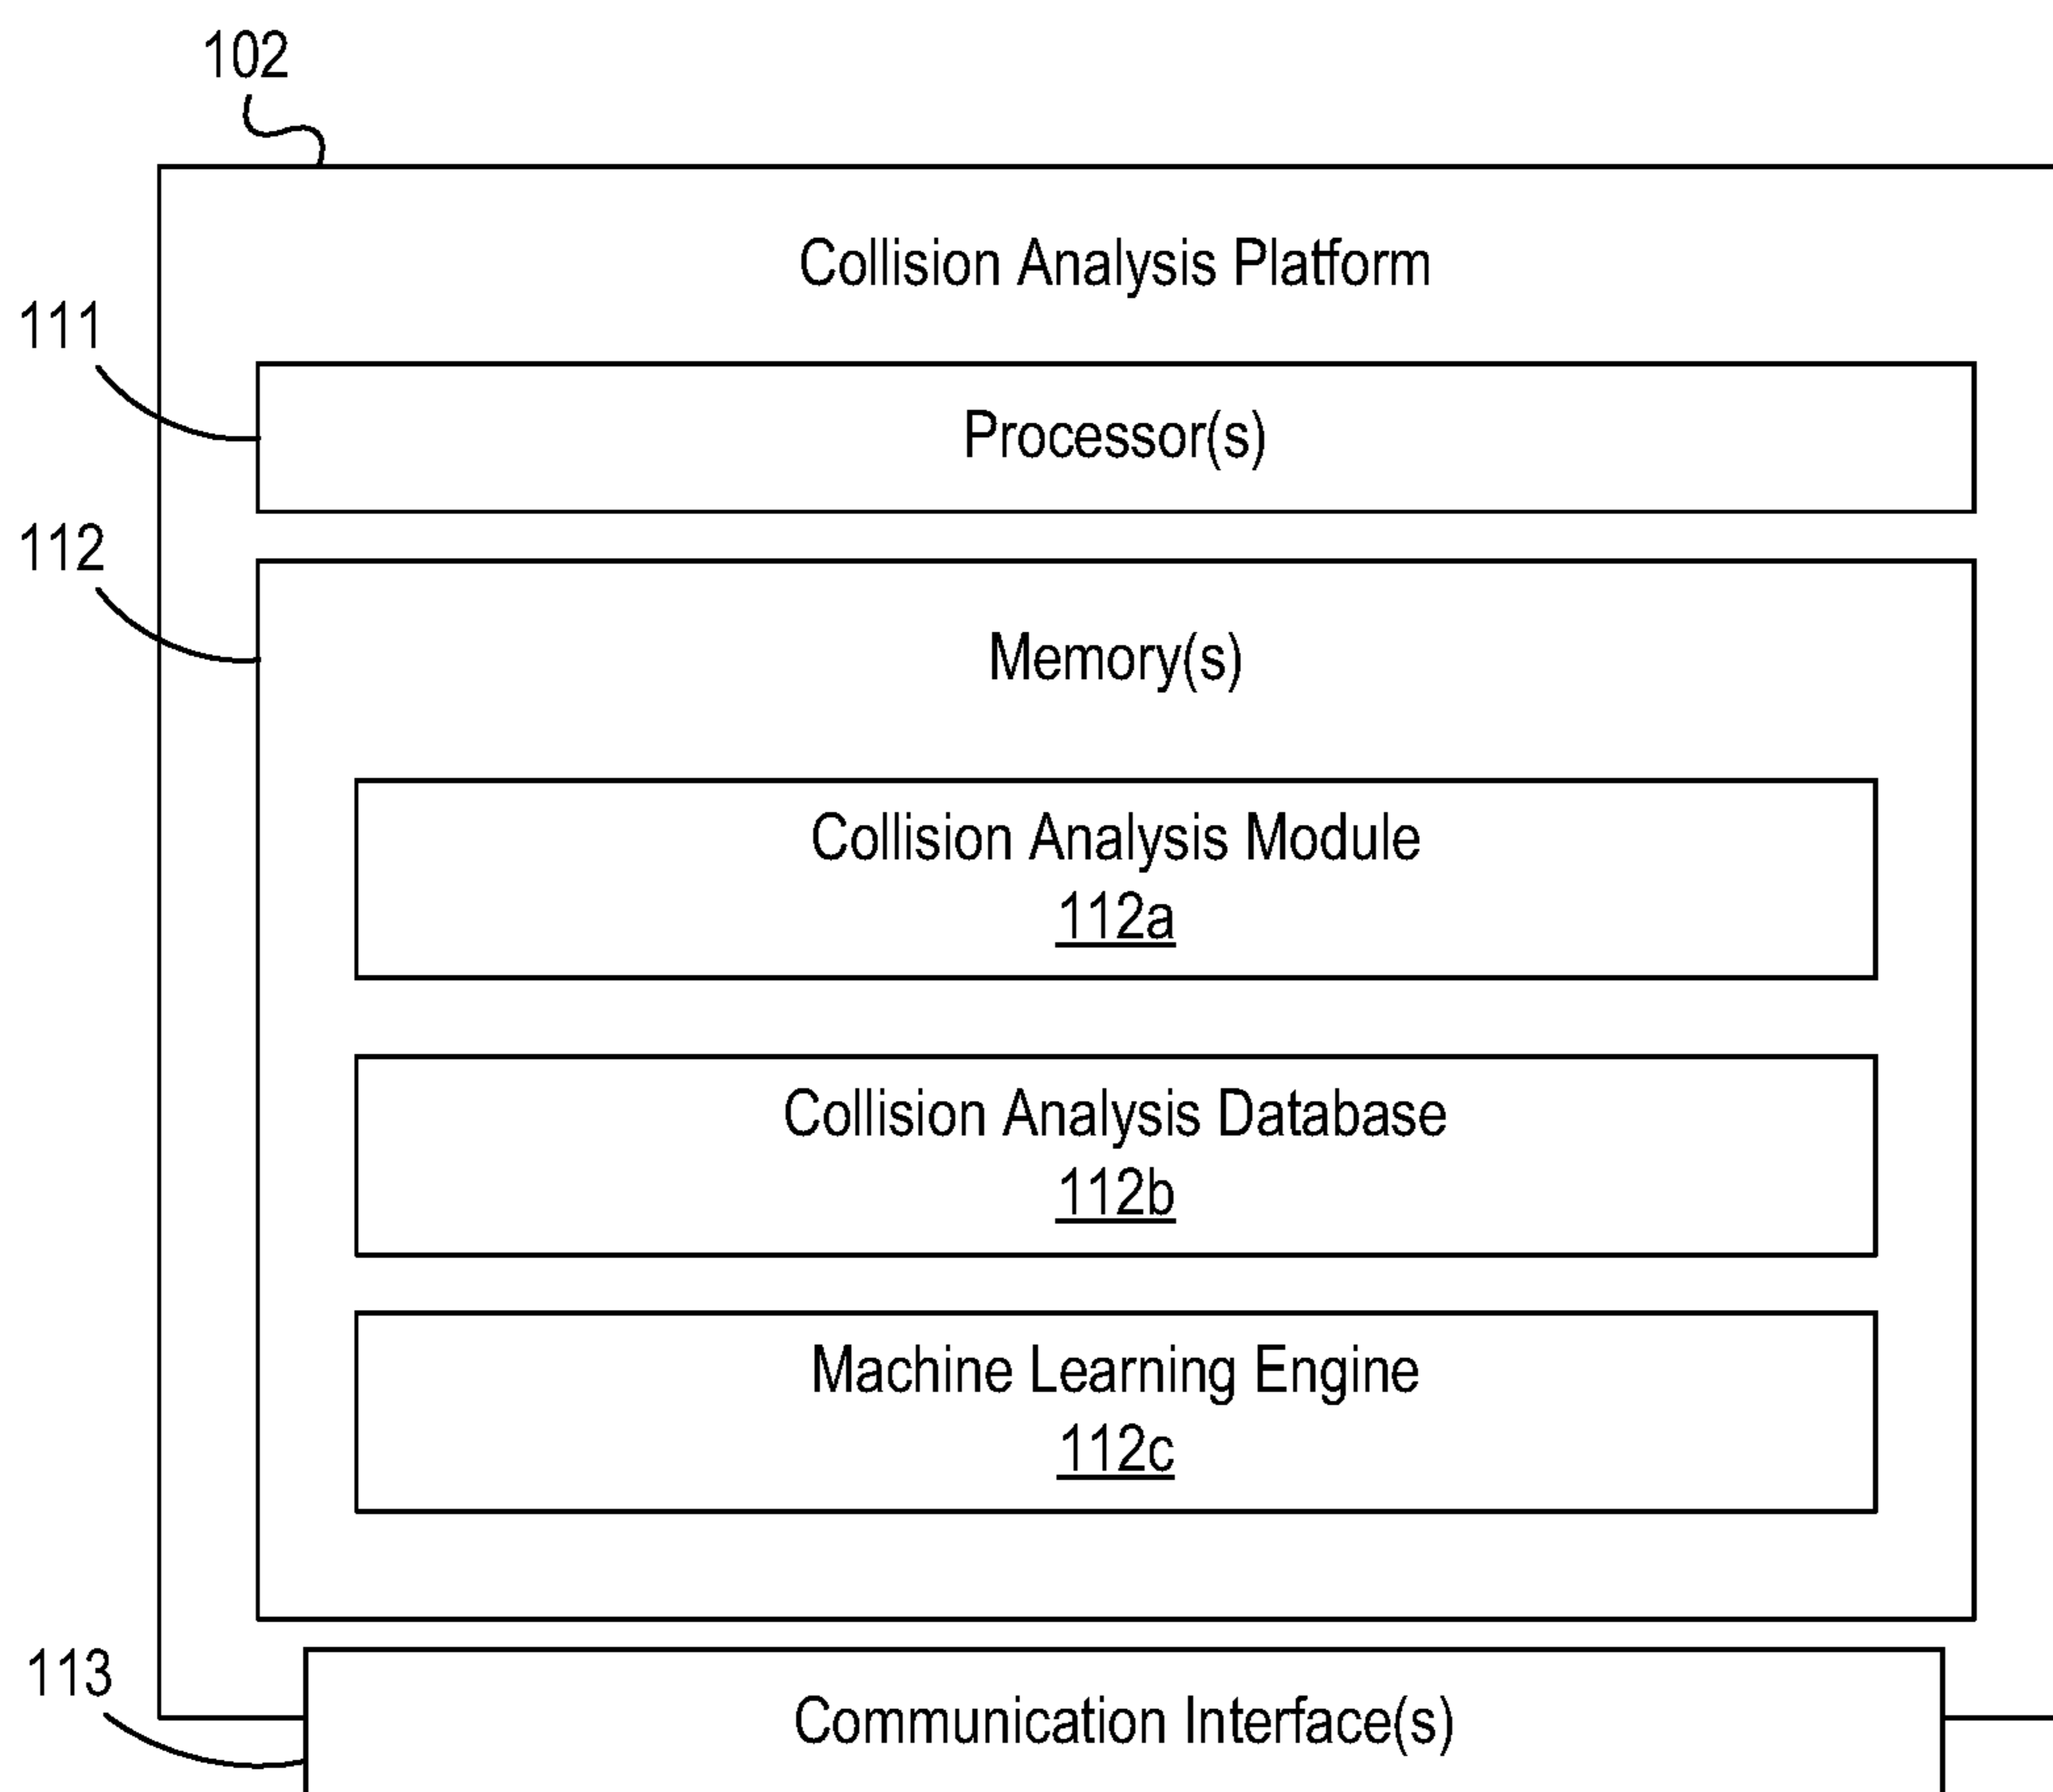 102
Collision Analysis Platform
111
Processor(s)
112
Memory(s)
Collision Analysis Module
112a
Collision Analysis Database
112b
Machine Learning Engine
112c
113
Communication Interface(s)